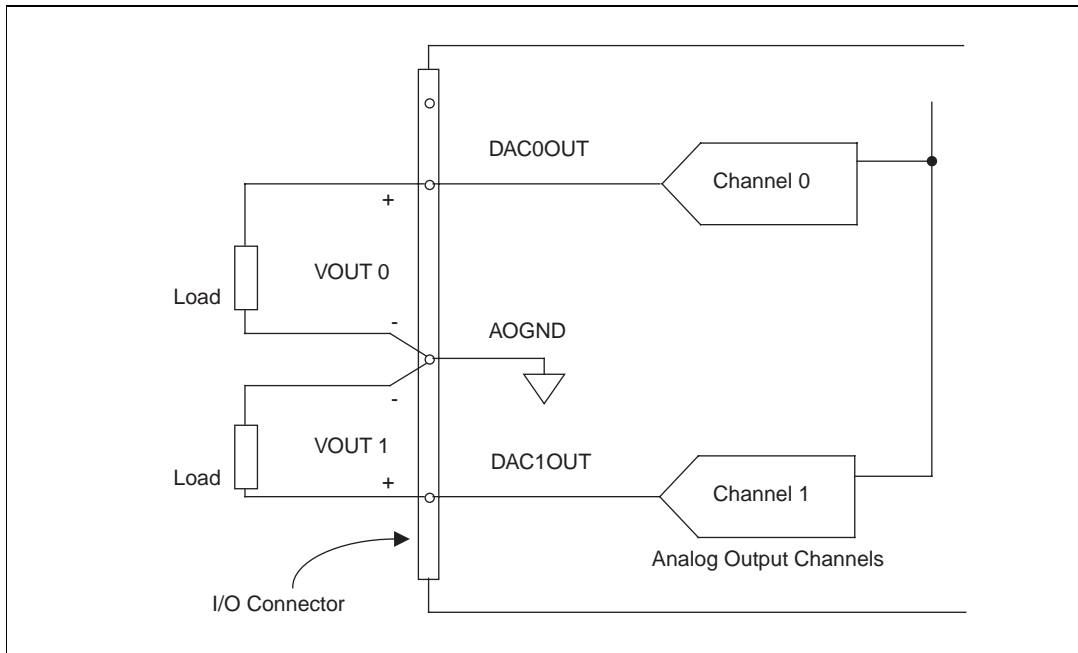 DAC0OUT
Channel 0
+
VOUT 0
Load
-
AOGND
-
VOUT 1
DAC1OUT
Load
+
Channel 1
Analog Output Channels
I/O Connector